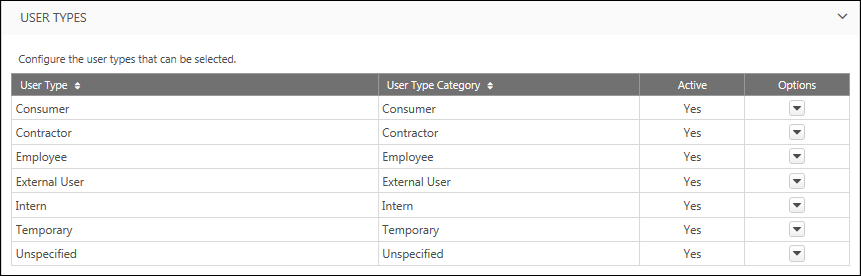 USER TYPES
Configure the user types that can be selected.
User Type User Type Category Active Options
Consumer Consumer Yes
Contractor Contractor Yes
Employee Employee Yes
External User External User Yes
Intern Intern Yes
Temporary Temporary Yes
Unspecified Unspecified Yes